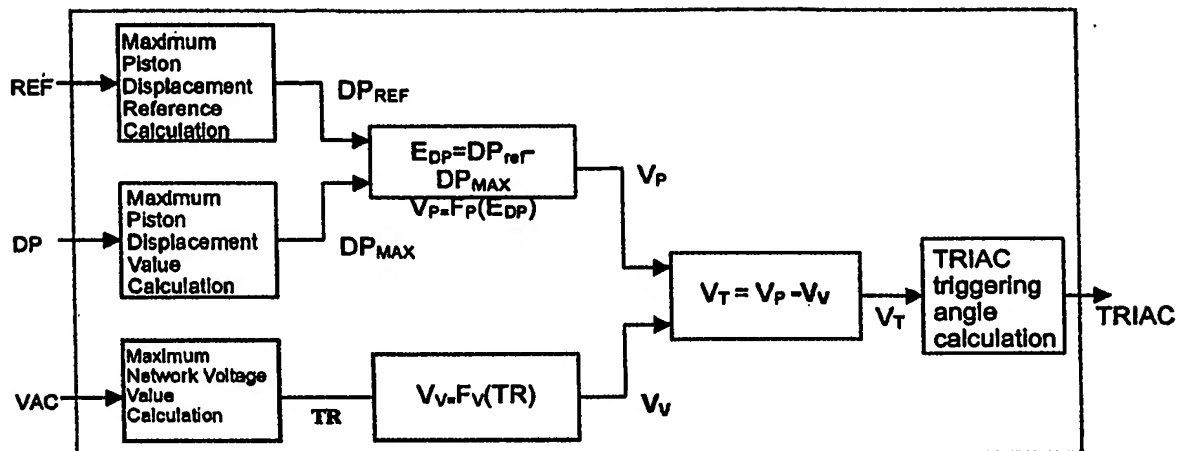 REF
Maximum
Piston
Displacement
Reference
Calculation
DP_REF
DP
Maximum
Piston
Displacement
Value
Calculation
DP_MAX
E_DP=DP_ref-
DP_MAX
V_P=F_P(E_DP)
V_P
VAC
Maximum
Network Voltage
Value
Calculation
TR
V_V=F_V(TR)
V_V
V_T = V_P -V_V
V_T
TRIAC
triggering
angle
calculation
TRIAC